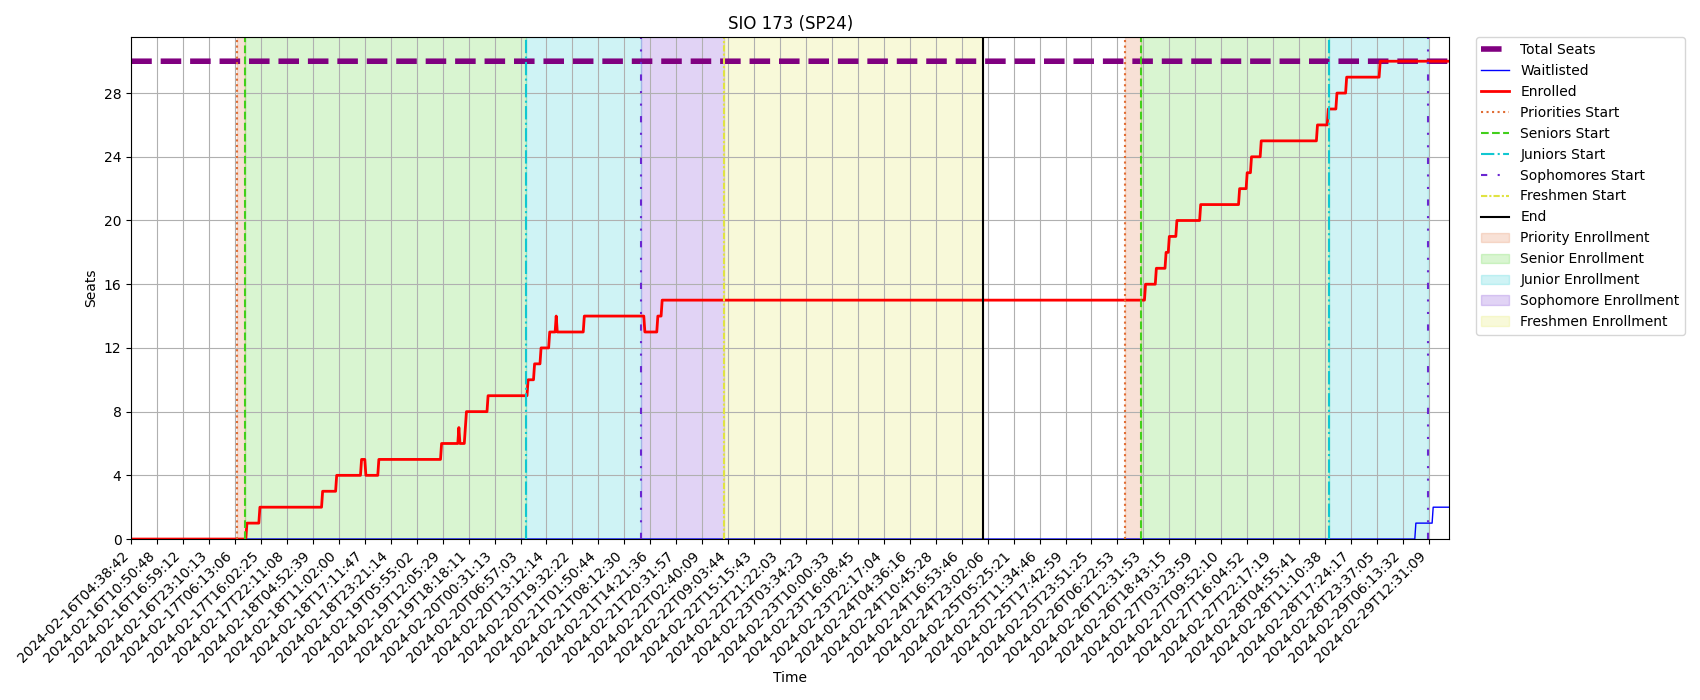 SIO 173 (SP24)
Total Seats
Waitlisted
Enrolled
Priorities Start
Seniors Start
Juniors Start
Sophomores Start
Freshmen Start
End
Priority Enrollment
Senior Enrollment
Junior Enrollment
Sophomore Enrollment
Freshmen Enrollment
Seats
28
24
20
16
12
8
4
0
2024-02-16T04:38:42
2024-02-16T10:50:48
2024-02-16T16:59:12
2024-02-16T23:10:13
2024-02-17T06:13:06
2024-02-17T16:02:25
2024-02-17T22:11:08
2024-02-18T04:52:39
2024-02-18T11:02:00
2024-02-18T17:11:47
2024-02-18T23:21:14
2024-02-19T05:55:02
2024-02-19T12:05:29
2024-02-19T18:18:11
2024-02-20T00:31:13
2024-02-20T06:57:03
2024-02-20T13:12:14
2024-02-20T19:32:22
2024-02-21T01:50:44
2024-02-21T08:12:30
2024-02-21T14:21:36
2024-02-21T20:31:57
2024-02-22T02:40:09
2024-02-22T09:03:44
2024-02-22T15:15:43
2024-02-22T21:22:03
2024-02-23T03:34:23
2024-02-23T10:00:33
2024-02-23T16:08:45
2024-02-23T22:17:04
2024-02-24T04:36:16
2024-02-24T10:45:28
2024-02-24T16:53:46
2024-02-24T23:02:06
2024-02-25T05:25:21
2024-02-25T11:34:46
2024-02-25T17:42:59
2024-02-25T23:51:25
2024-02-26T06:22:53
2024-02-26T12:31:53
2024-02-26T18:43:15
2024-02-27T03:23:59
2024-02-27T09:52:10
2024-02-27T16:04:52
2024-02-27T22:17:19
2024-02-28T04:55:41
2024-02-28T11:10:38
2024-02-28T17:24:17
2024-02-28T23:37:05
2024-02-29T06:13:32
2024-02-29T12:31:09
Time